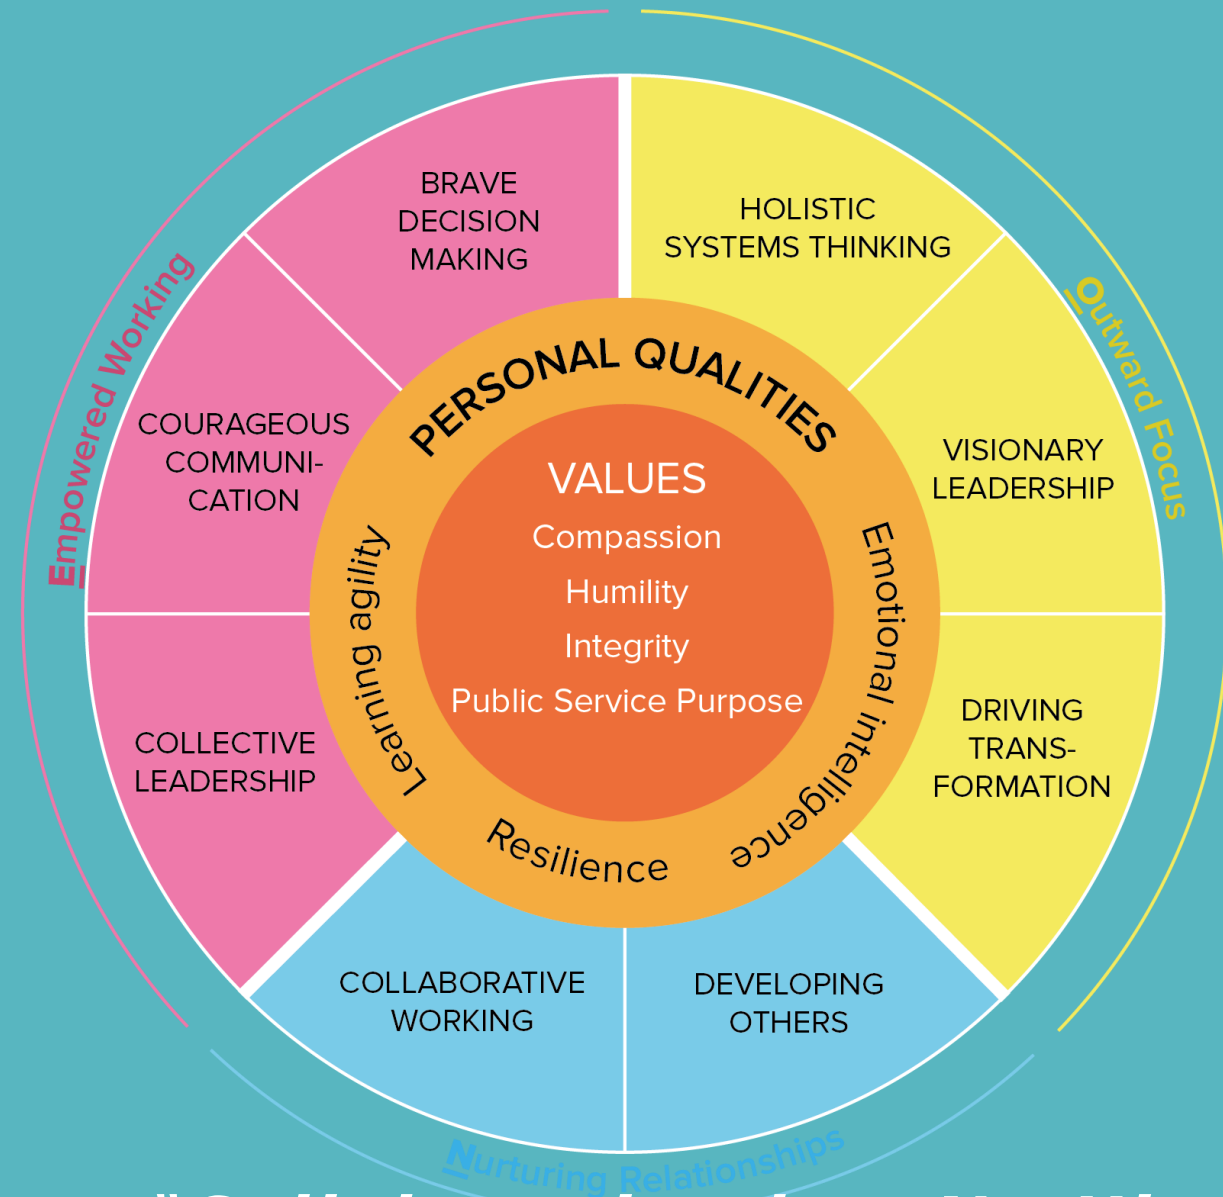 BRAVE
DECISION
MAKING
HOLISTIC
SYSTEMS THINKING
Empowered Working
Outward Focus
COURAGEOUS
COMMUNI-
CATION
VISIONARY
LEADERSHIP
PERSONAL QUALITIES
VALUES
Compassion
Humility
Integrity
Public Service Purpose
Learning agility
Resilience
Emotional intelligence
COLLECTIVE
LEADERSHIP
DRIVING
TRANS-
FORMATION
COLLABORATIVE
WORKING
DEVELOPING
OTHERS
Nurturing Relationships